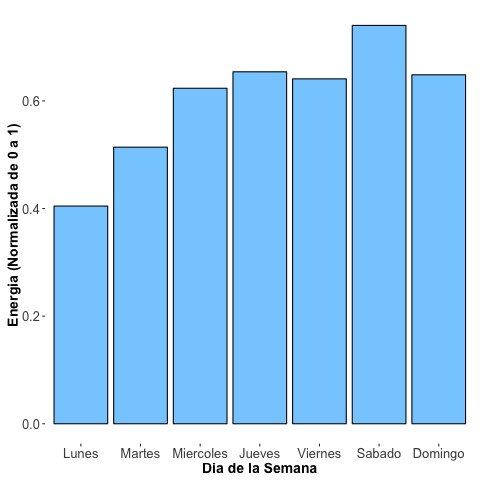 Energia (Normalizada de 0 a 1)
0.6
0.4
0.2
0.0
Lunes Martes Miercoles Jueves Viernes Sabado Domingo
Dia de la Semana